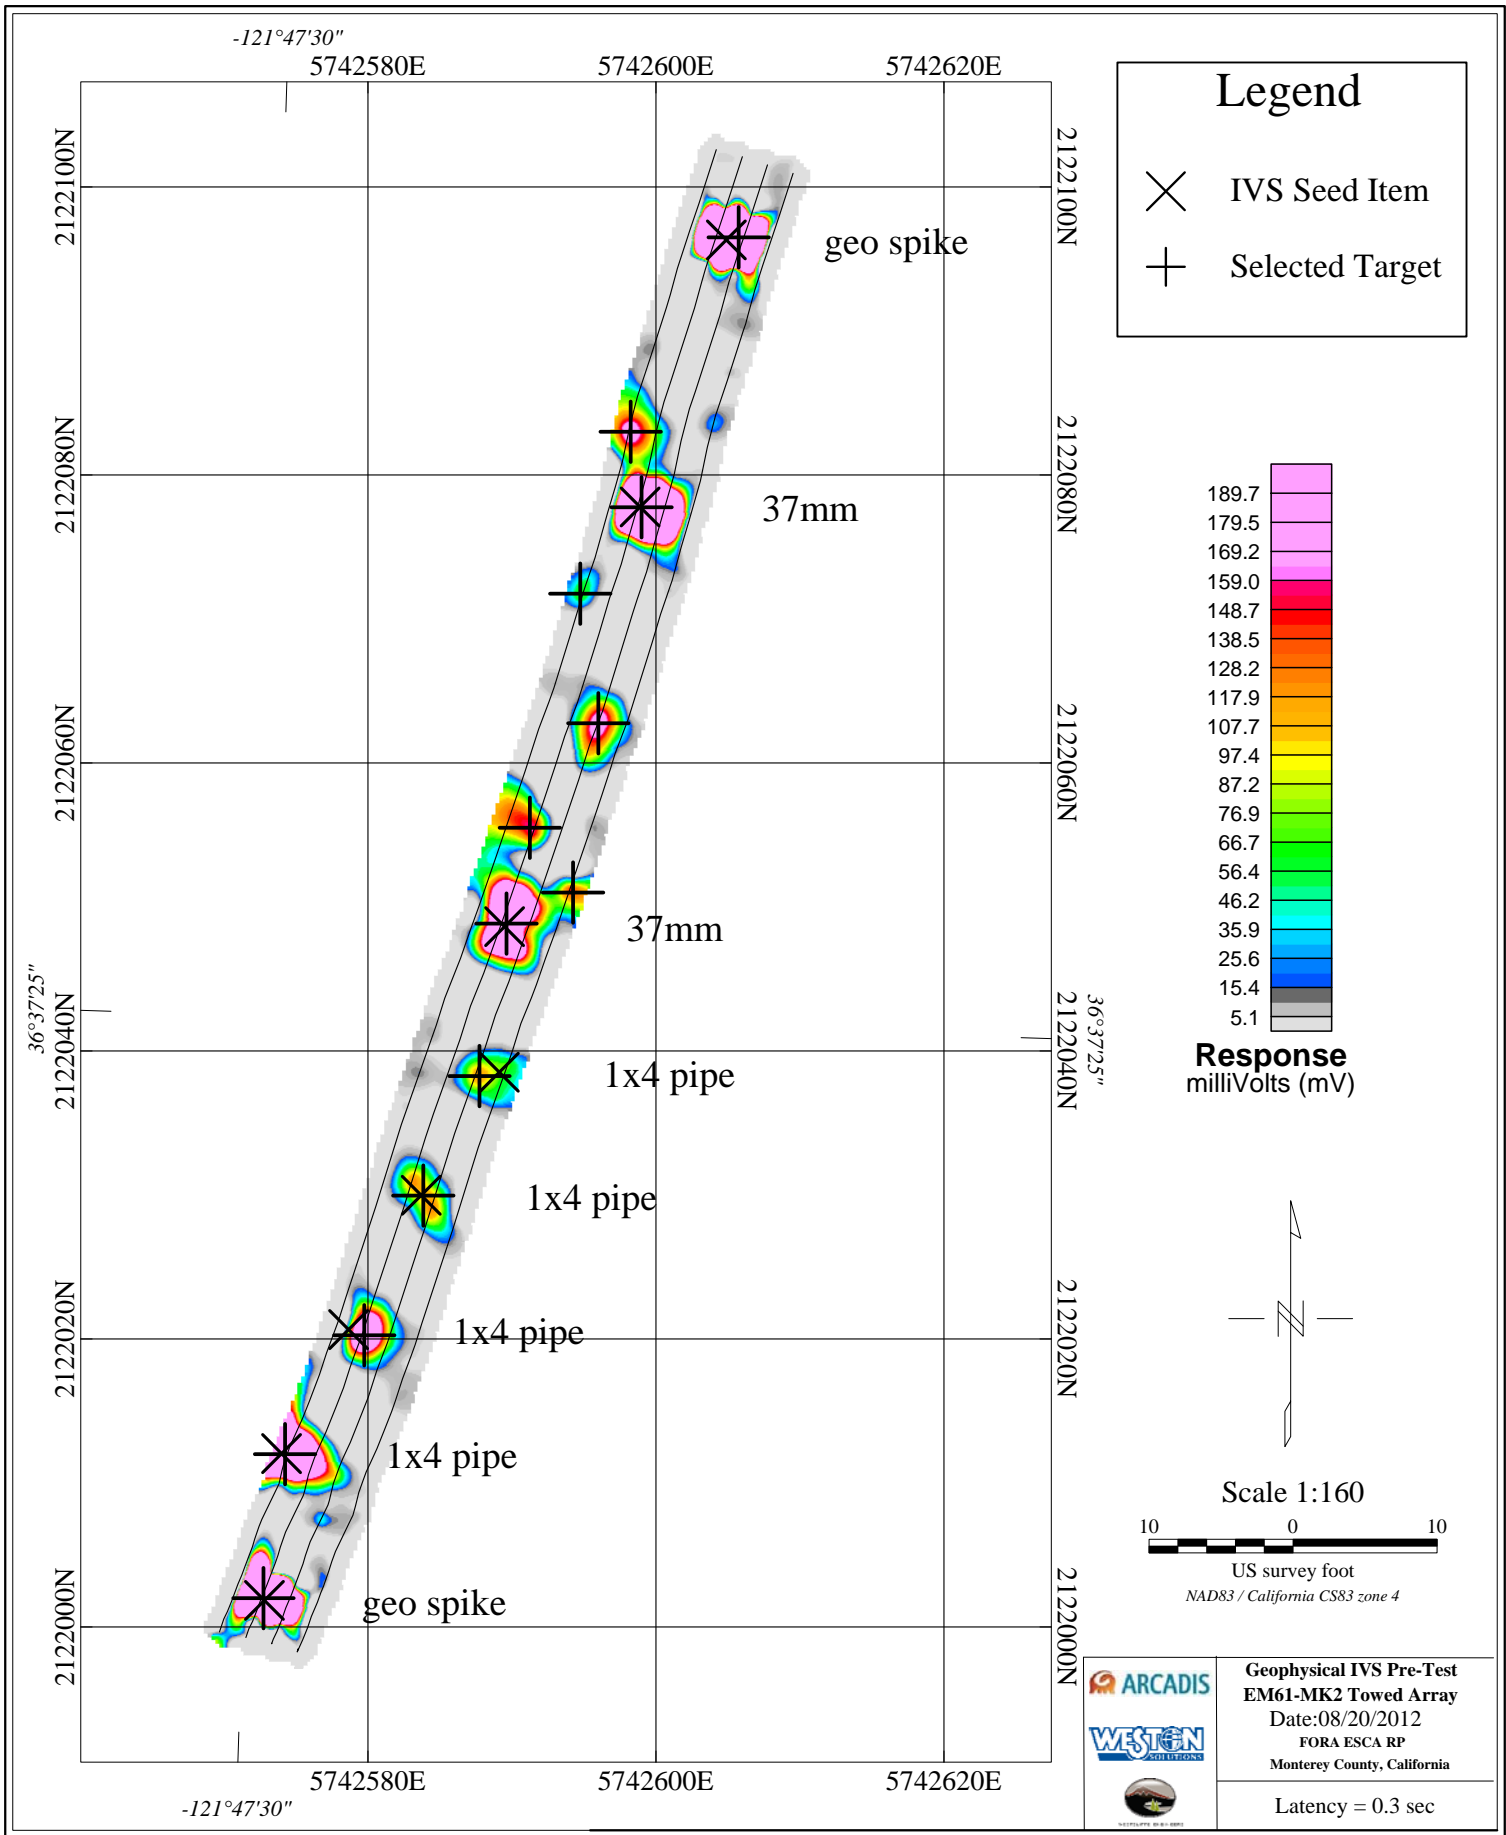 -121°47'30"
5742580E 5742600E 5742620E
Legend
IVS Seed Item
Selected Target
2122100N
2122100N
geo spike
2122080N
2122080N
37mm
189.7
179.5
169.2
159.0
148.7
138.5
128.2
117.9
107.7
97.4
87.2
76.9
66.7
56.4
46.2
35.9
25.6
15.4
5.1
Response
milliVolts (mV)
2122060N
2122060N
37mm
36°37'25"
36°37'25"
2122040N
2122040N
1x4 pipe
1x4 pipe
2122020N
2122020N
1x4 pipe
1x4 pipe
N
Scale 1:160
10 0 10
US survey foot
NAD83 / California CS83 zone 4
2122000N
2122000N
geo spike
5742580E 5742600E 5742620E
-121°47'30"
ARCADIS
WESTON
SOLUTIONS
Geophysical IVS Pre-Test
EM61-MK2 Towed Array
Date:08/20/2012
FORA ESCA RP
Monterey County, California
Latency = 0.3 sec